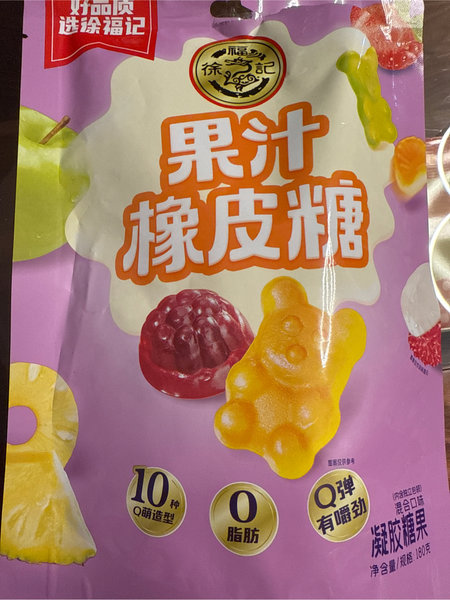 好品质
选徐福记
徐福記
果汁
橡皮糖
图案仅供参考
10种
Q萌造型
0
脂肪
Q弹
有嚼劲
(内含独立包装)
混合口味
凝胶糖果
净含量/规格:160克